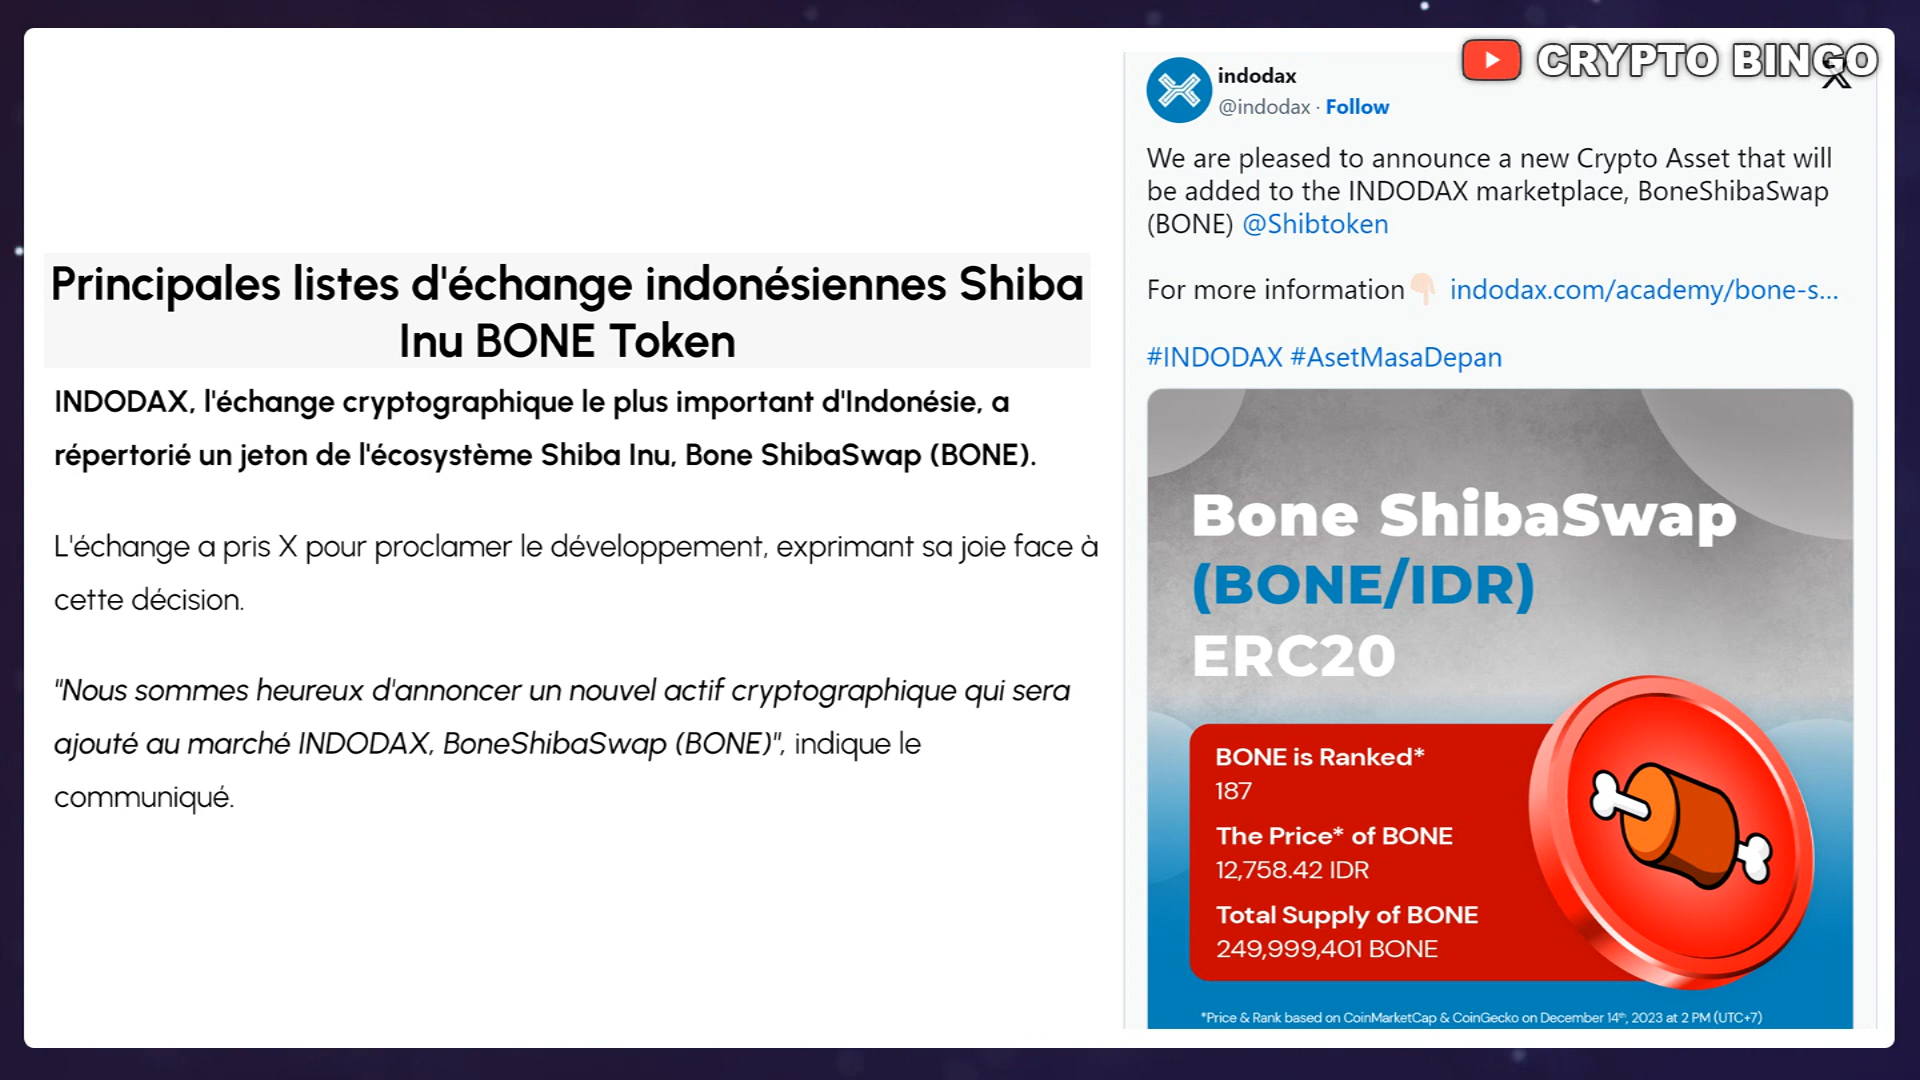 CRYPTO BINGO
Principales listes d'échange indonésiennes Shiba
Inu BONE Token
INDODAX, l'échange cryptographique le plus important d'Indonésie, a
répertorié un jeton de l'écosystème Shiba Inu, Bone ShibaSwap (BONE).
L'échange a pris X pour proclamer le développement, exprimant sa joie face à
cette décision.
"Nous sommes heureux d'annoncer un nouvel actif cryptographique qui sera
ajouté au marché INDODAX, BoneShibaSwap (BONE)", indique le
communiqué.
indodax
@indodax · Follow
We are pleased to announce a new Crypto Asset that will
be added to the INDODAX marketplace, BoneShibaSwap
(BONE) @Shibtoken
For more information👇🏻 indodax.com/academy/bone-s...
#INDODAX #AsetMasaDepan
Bone ShibaSwap
(BONE/IDR)
ERC20
BONE is Ranked*
187
The Price* of BONE
12,758.42 IDR
Total Supply of BONE
249,999,401 BONE
*Price & Rank based on CoinMarketCap & CoinGecko on December 14th, 2023 at 2 PM (UTC+7)